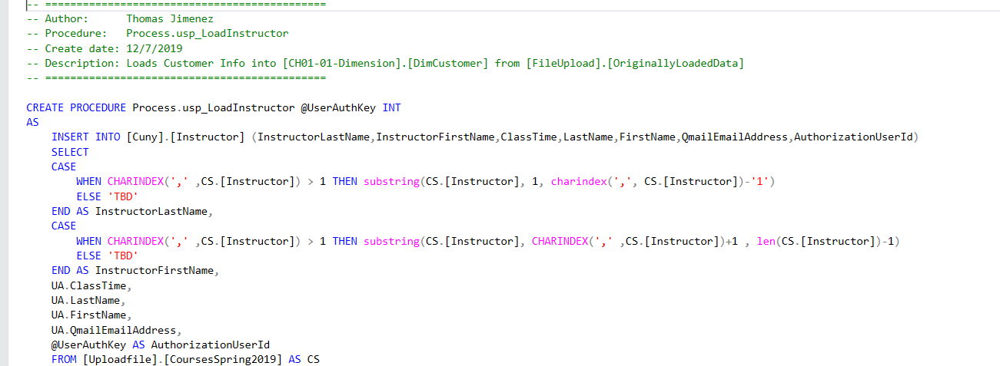 -- =============================================
-- Author:      Thomas Jimenez
-- Procedure:   Process.usp_LoadInstructor
-- Create date: 12/7/2019
-- Description: Loads Customer Info into [CH01-01-Dimension].[DimCustomer] from [FileUpload].[OriginallyLoadedData]
-- =============================================
CREATE PROCEDURE Process.usp_LoadInstructor @UserAuthKey INT
AS
    INSERT INTO [Cuny].[Instructor] (InstructorLastName,InstructorFirstName,ClassTime,LastName,FirstName,QmailEmailAddress,AuthorizationUserId)
    SELECT
    CASE
        WHEN CHARINDEX(',' ,CS.[Instructor]) > 1 THEN substring(CS.[Instructor], 1, charindex(',', CS.[Instructor])-'1')
        ELSE 'TBD'
    END AS InstructorLastName,
    CASE
        WHEN CHARINDEX(',' ,CS.[Instructor]) > 1 THEN substring(CS.[Instructor], CHARINDEX(',' ,CS.[Instructor])+1 , len(CS.[Instructor])-1)
        ELSE 'TBD'
    END AS InstructorFirstName,
    UA.ClassTime,
    UA.LastName,
    UA.FirstName,
    UA.QmailEmailAddress,
    @UserAuthKey AS AuthorizationUserId
    FROM [Uploadfile].[CoursesSpring2019] AS CS